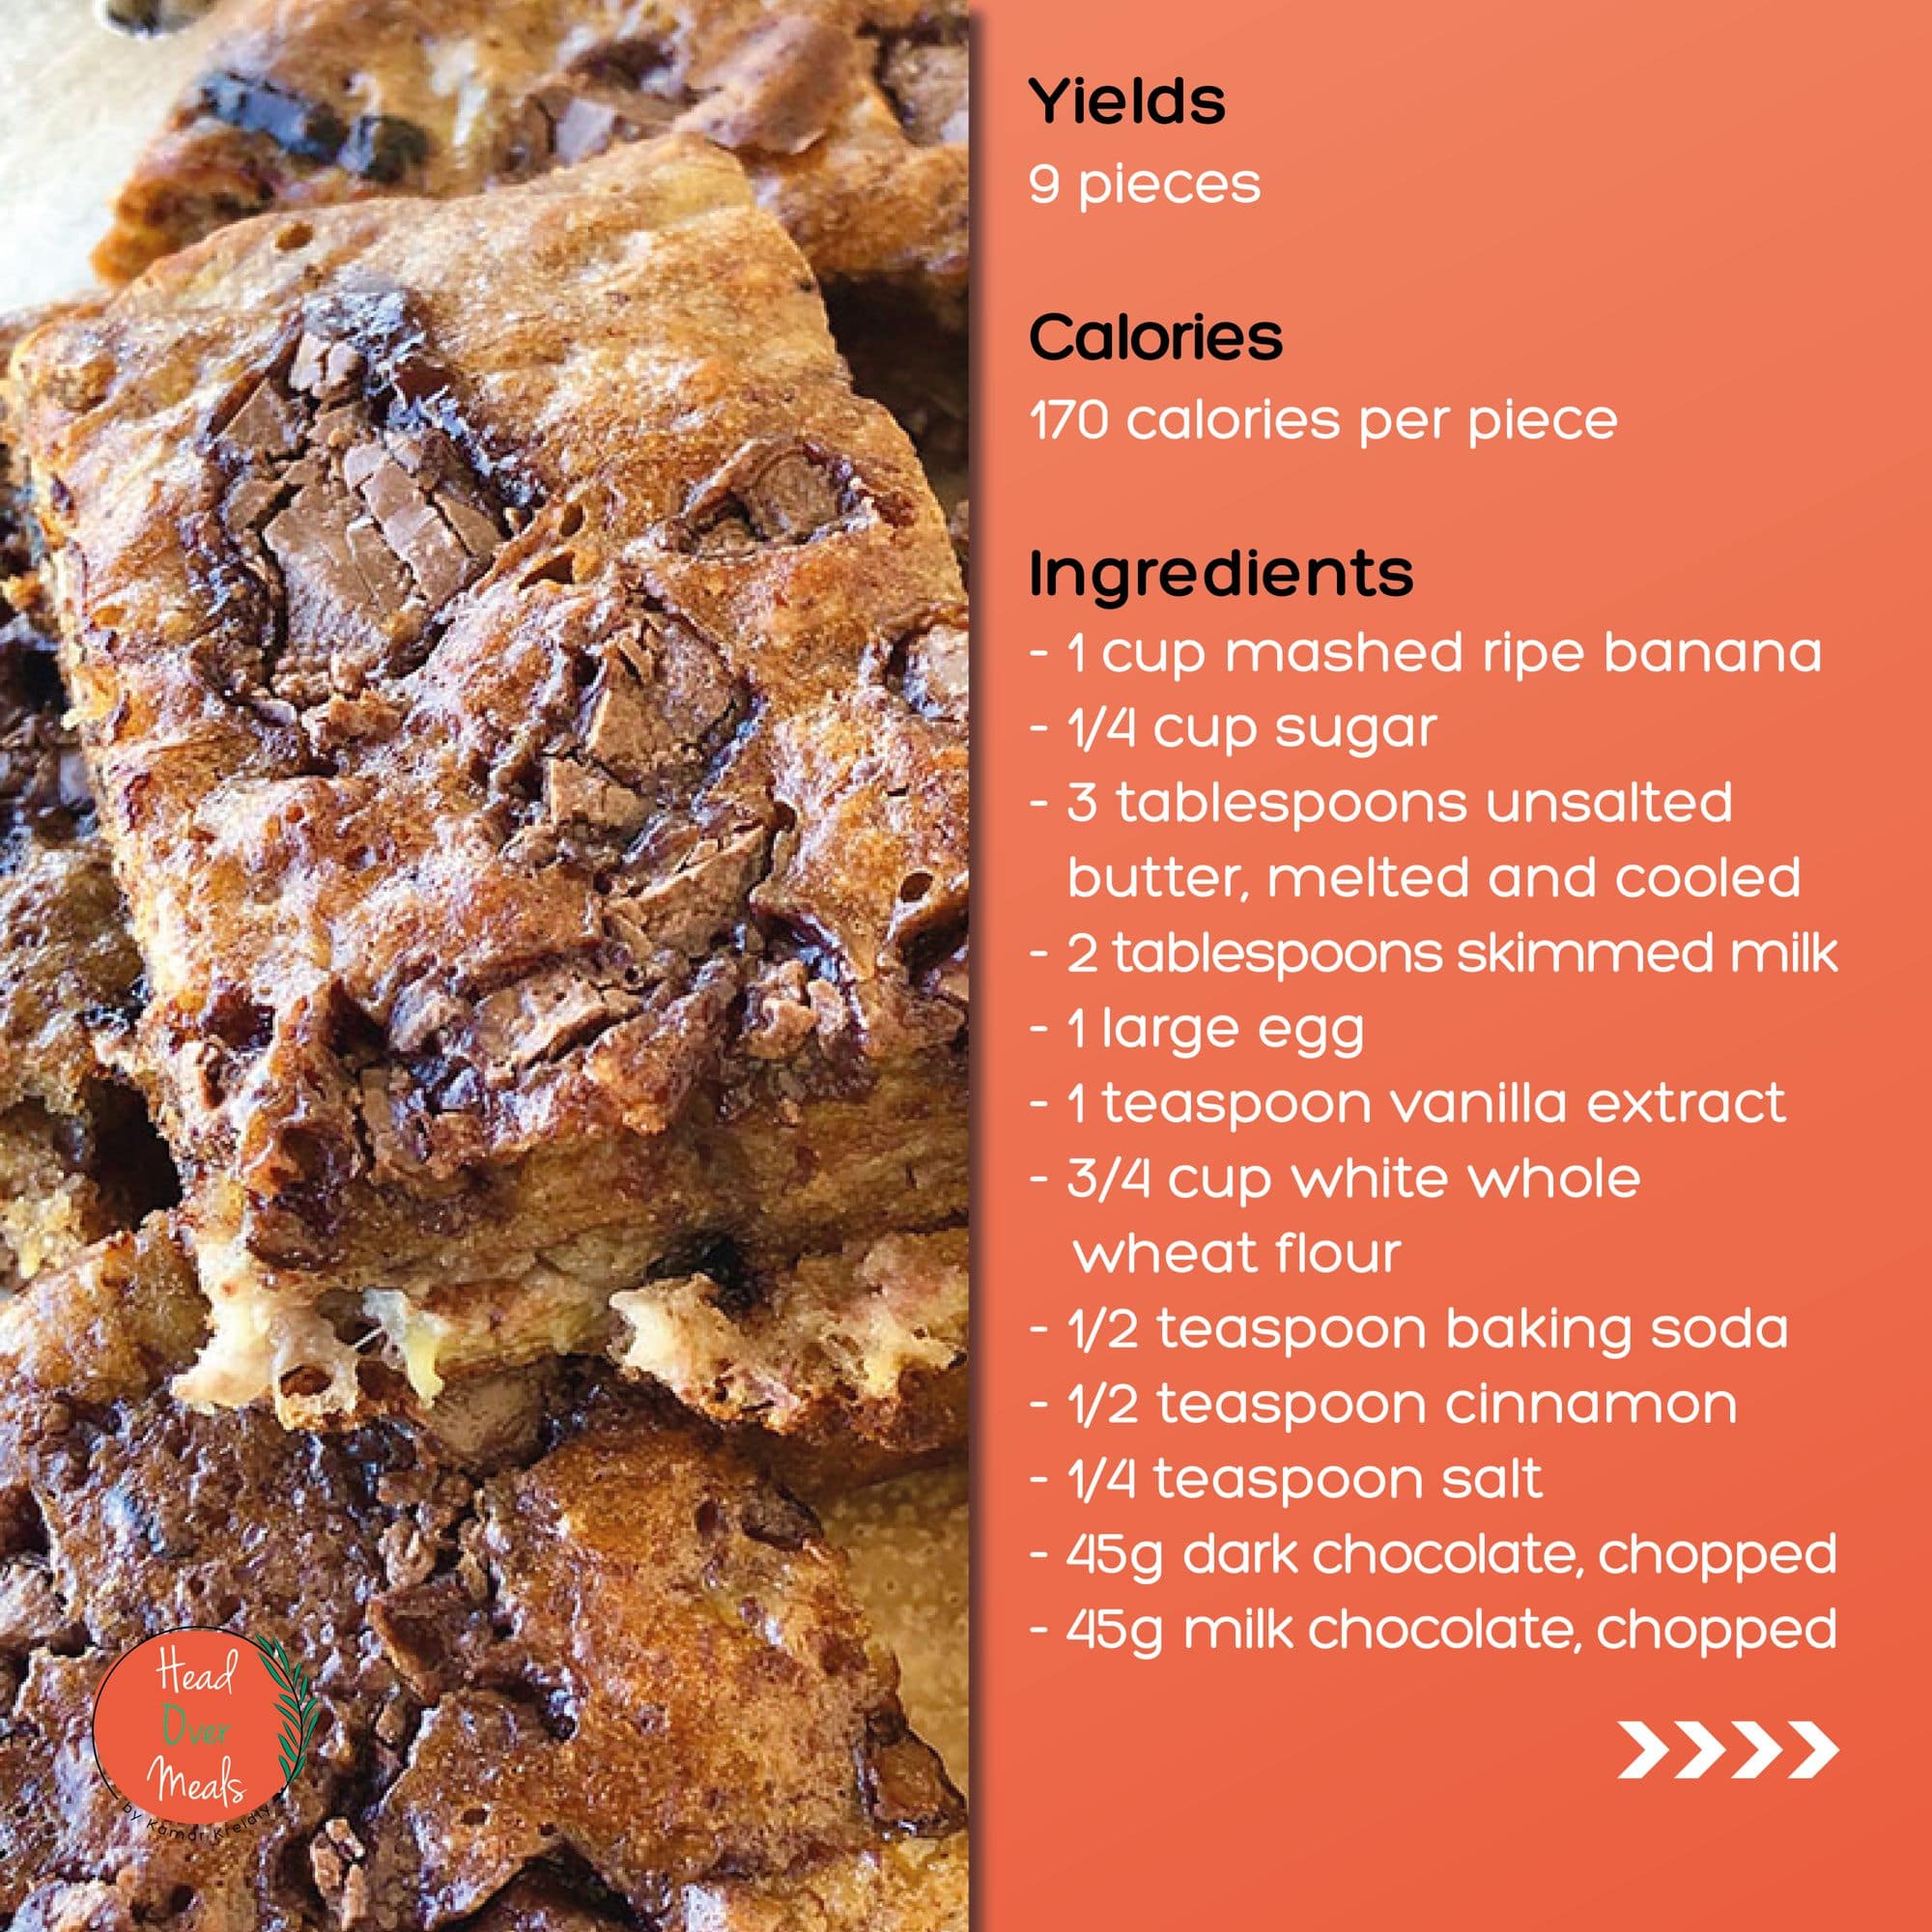 Yields
9 pieces
Calories
170 calories per piece
Ingredients
- 1 cup mashed ripe banana
- 1/4 cup sugar
- 3 tablespoons unsalted
butter, melted and cooled
- 2 tablespoons skimmed milk
- 1 large egg
- 1 teaspoon vanilla extract
- 3/4 cup white whole
wheat flour
- 1/2 teaspoon baking soda
- 1/2 teaspoon cinnamon
- 1/4 teaspoon salt
- 45g dark chocolate, chopped
- 45g milk chocolate, chopped
Head
Over
Meals
by Kamar Kreidly